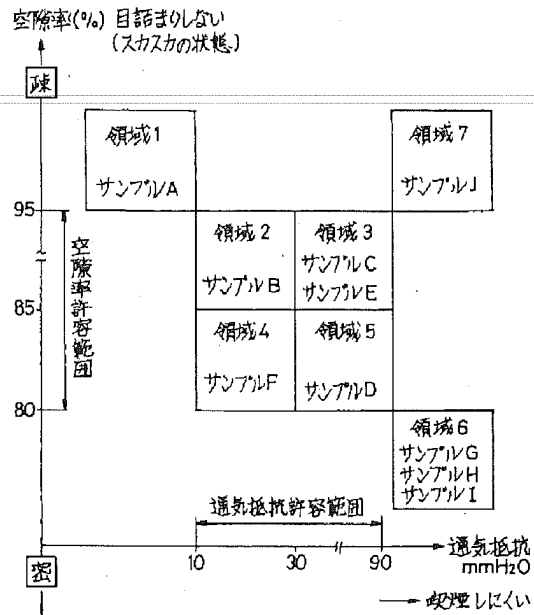 空隙率(%) 目詰まりしない
(スカスカの状態)
疎
領域1
サンプルA
領域7
サンプルJ
95
空隙率許容範囲
領域2
サンプルB
領域3
サンプルC
サンプルE
85
領域4
サンプルF
領域5
サンプルD
80
領域6
サンプルG
サンプルH
サンプルI
通気抵抗許容範囲
密
10
30
90
通気抵抗
mmH2O
喫煙しにくい